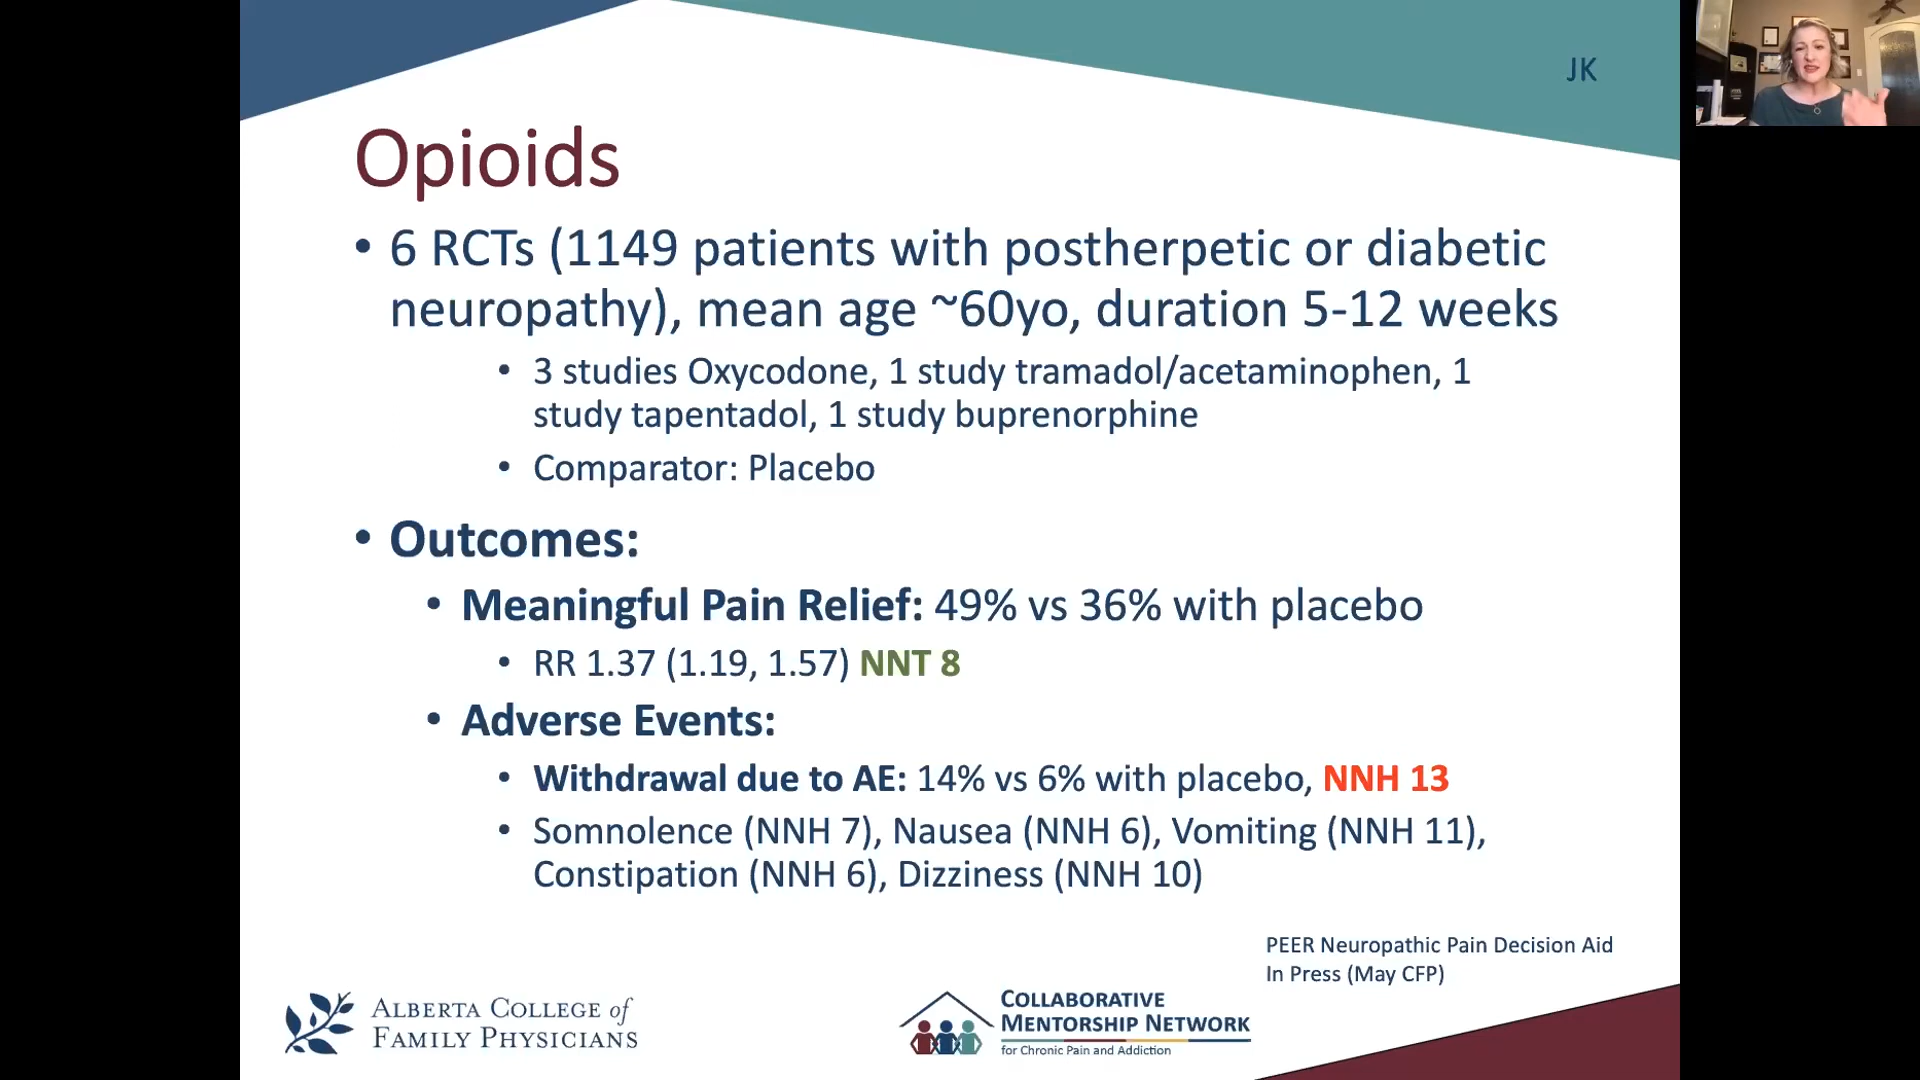 JK
Opioids
• 6 RCTs (1149 patients with postherpetic or diabetic
neuropathy), mean age ~60yo, duration 5-12 weeks
• 3 studies Oxycodone, 1 study tramadol/acetaminophen, 1
study tapentadol, 1 study buprenorphine
• Comparator: Placebo
• Outcomes:
• Meaningful Pain Relief: 49% vs 36% with placebo
• RR 1.37 (1.19, 1.57) NNT 8
• Adverse Events:
• Withdrawal due to AE: 14% vs 6% with placebo, NNH 13
• Somnolence (NNH 7), Nausea (NNH 6), Vomiting (NNH 11),
Constipation (NNH 6), Dizziness (NNH 10)
PEER Neuropathic Pain Decision Aid
In Press (May CFP)
ALBERTA COLLEGE of
FAMILY PHYSICIANS
COLLABORATIVE
MENTORSHIP NETWORK
for Chronic Pain and Addiction